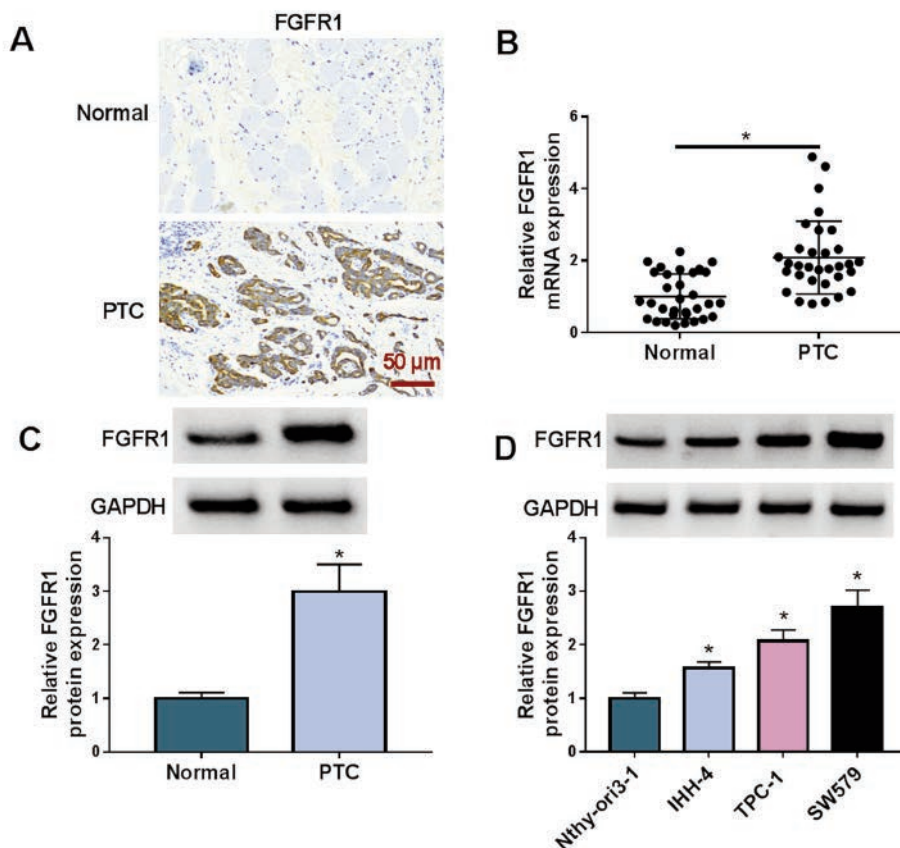 FGFR1
A
Normal
PTC
50 µm
B
Relative FGFR1
mRNA expression
6
4
2
0
*
Normal PTC
C
FGFR1
GAPDH
Relative FGFR1
protein expression
4
3
2
1
0
*
Normal PTC
D
FGFR1
GAPDH
Relative FGFR1
protein expression
4
3
2
1
0
*
*
*
Nthy-ori3-1
IHH-4
TPC-1
SW579